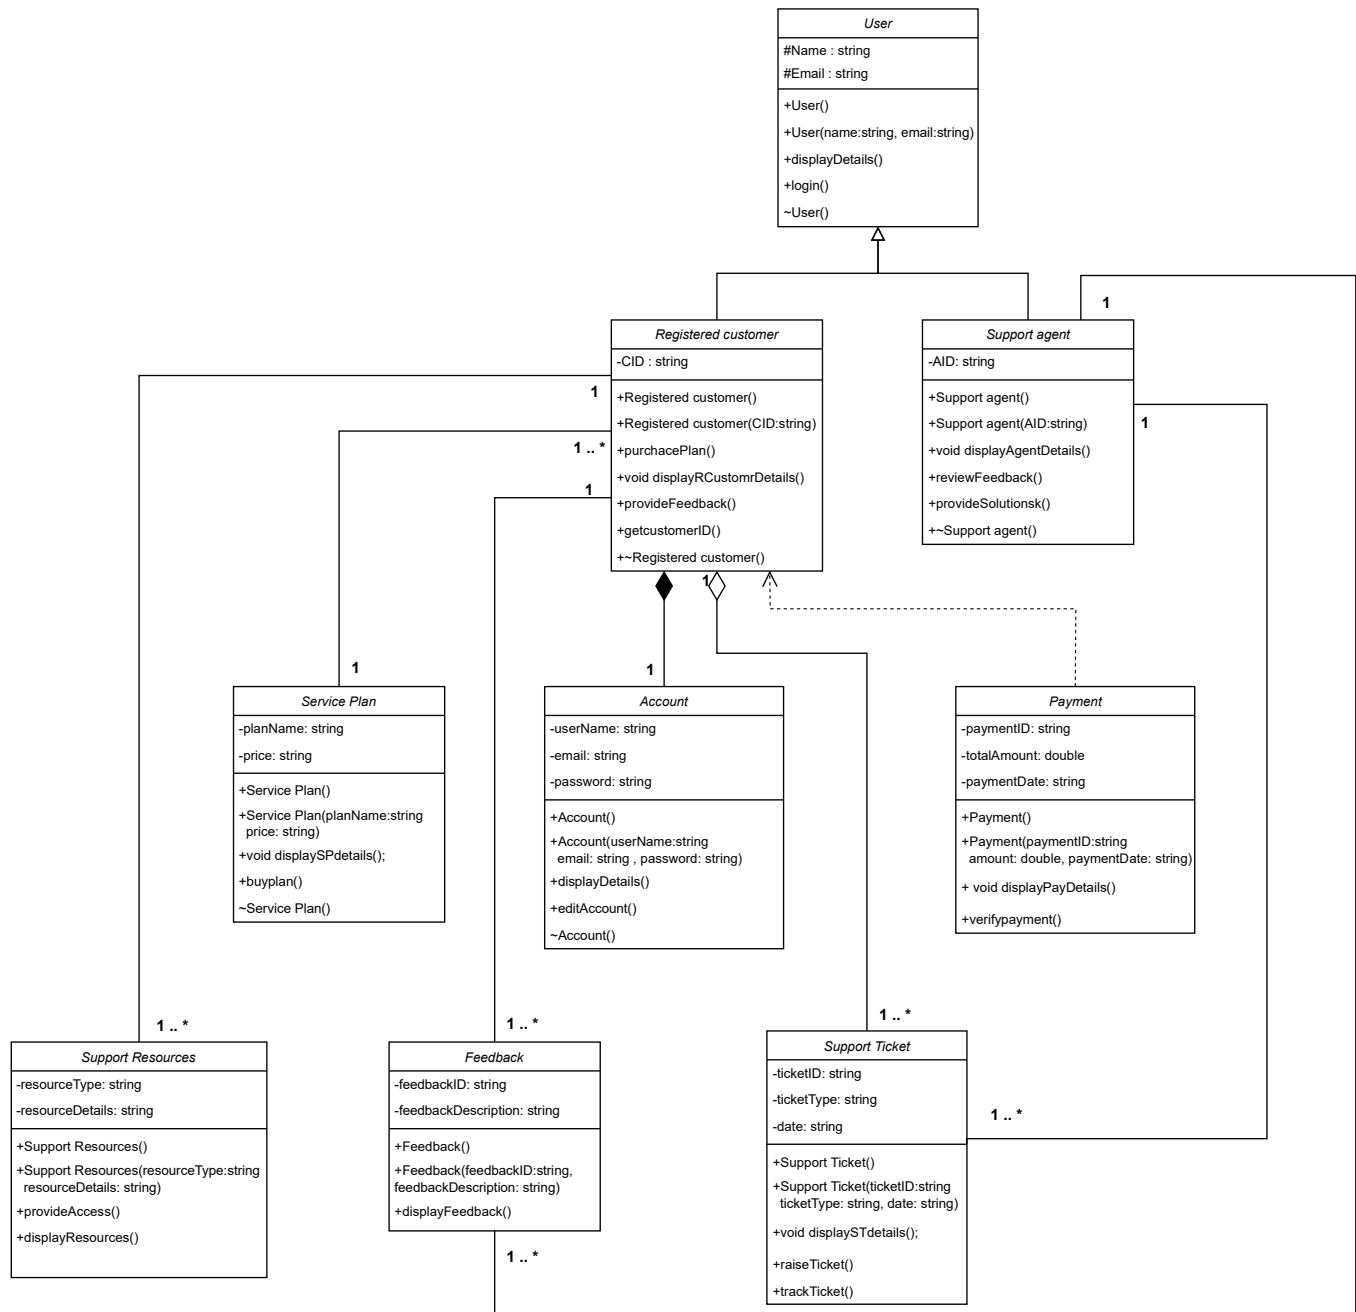 User
#Name : string
#Email : string
+User()
+User(name:string, email:string)
+displayDetails()
+login()
~User()
Registered customer
-CID : string
+Registered customer()
+Registered customer(CID:string)
+purchacePlan()
+void displayRCustomrDetails()
+provideFeedback()
+getcustomerID()
+~Registered customer()
Support agent
-AID: string
+Support agent()
+Support agent(AID:string)
+void displayAgentDetails()
+reviewFeedback()
+provideSolutionsk()
+~Support agent()
1
1
1
1 .. *
1
1
1
1
Service Plan
-planName: string
-price: string
+Service Plan()
+Service Plan(planName:string
price: string)
+void displaySPdetails();
+buyplan()
~Service Plan()
Account
-userName: string
-email: string
-password: string
+Account()
+Account(userName:string
email: string , password: string)
+displayDetails()
+editAccount()
~Account()
Payment
-paymentID: string
-totalAmount: double
-paymentDate: string
+Payment()
+Payment(paymentID:string
amount: double, paymentDate: string)
+ void displayPayDetails()
+verifypayment()
1 .. *
1 .. *
1 .. *
Support Resources
-resourceType: string
-resourceDetails: string
+Support Resources()
+Support Resources(resourceType:string
resourceDetails: string)
+provideAccess()
+displayResources()
Feedback
-feedbackID: string
-feedbackDescription: string
+Feedback()
+Feedback(feedbackID:string,
feedbackDescription: string)
+displayFeedback()
1 .. *
Support Ticket
-ticketID: string
-ticketType: string
-date: string
+Support Ticket()
+Support Ticket(ticketID:string
ticketType: string, date: string)
+void displaySTdetails();
+raiseTicket()
+trackTicket()
1 .. *